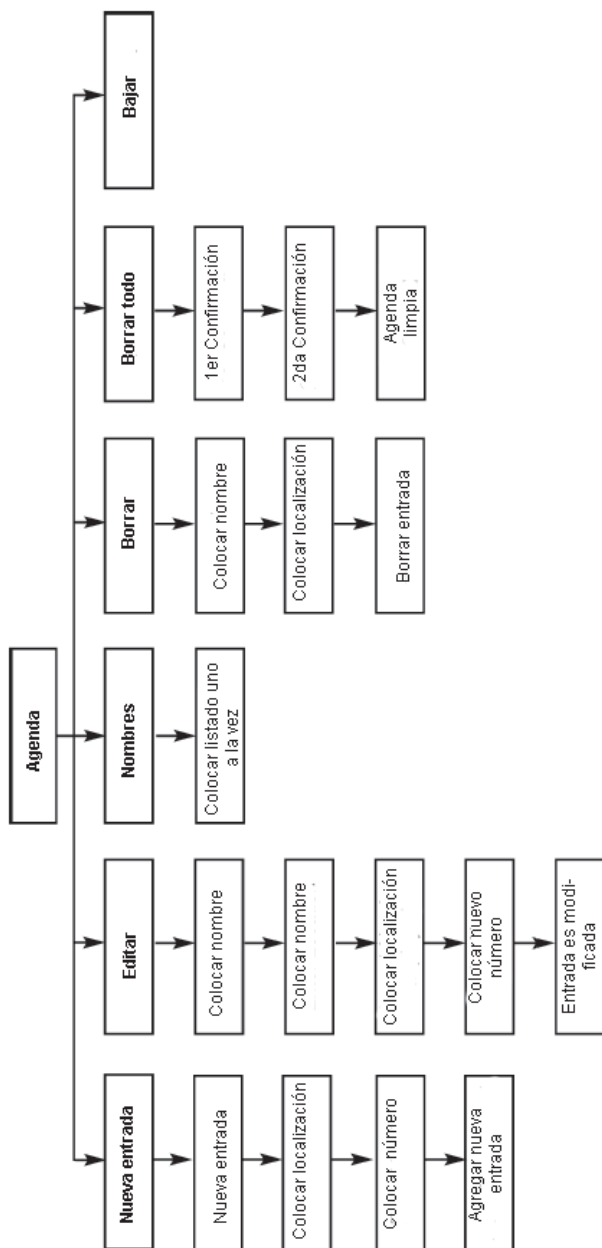 Agenda
Nueva entrada
Nueva entrada
Colocar localización
Colocar número
Agregar nueva
entrada
Editar
Colocar nombre
Colocar nombre
Colocar localización
Colocar nuevo
número
Entrada es modi-
ficada
Nombres
Colocar listado uno
a la vez
Borrar
Colocar nombre
Colocar localización
Borrar entrada
Borrar todo
1er Confirmación
2da Confirmación
Agenda
limpia
Bajar